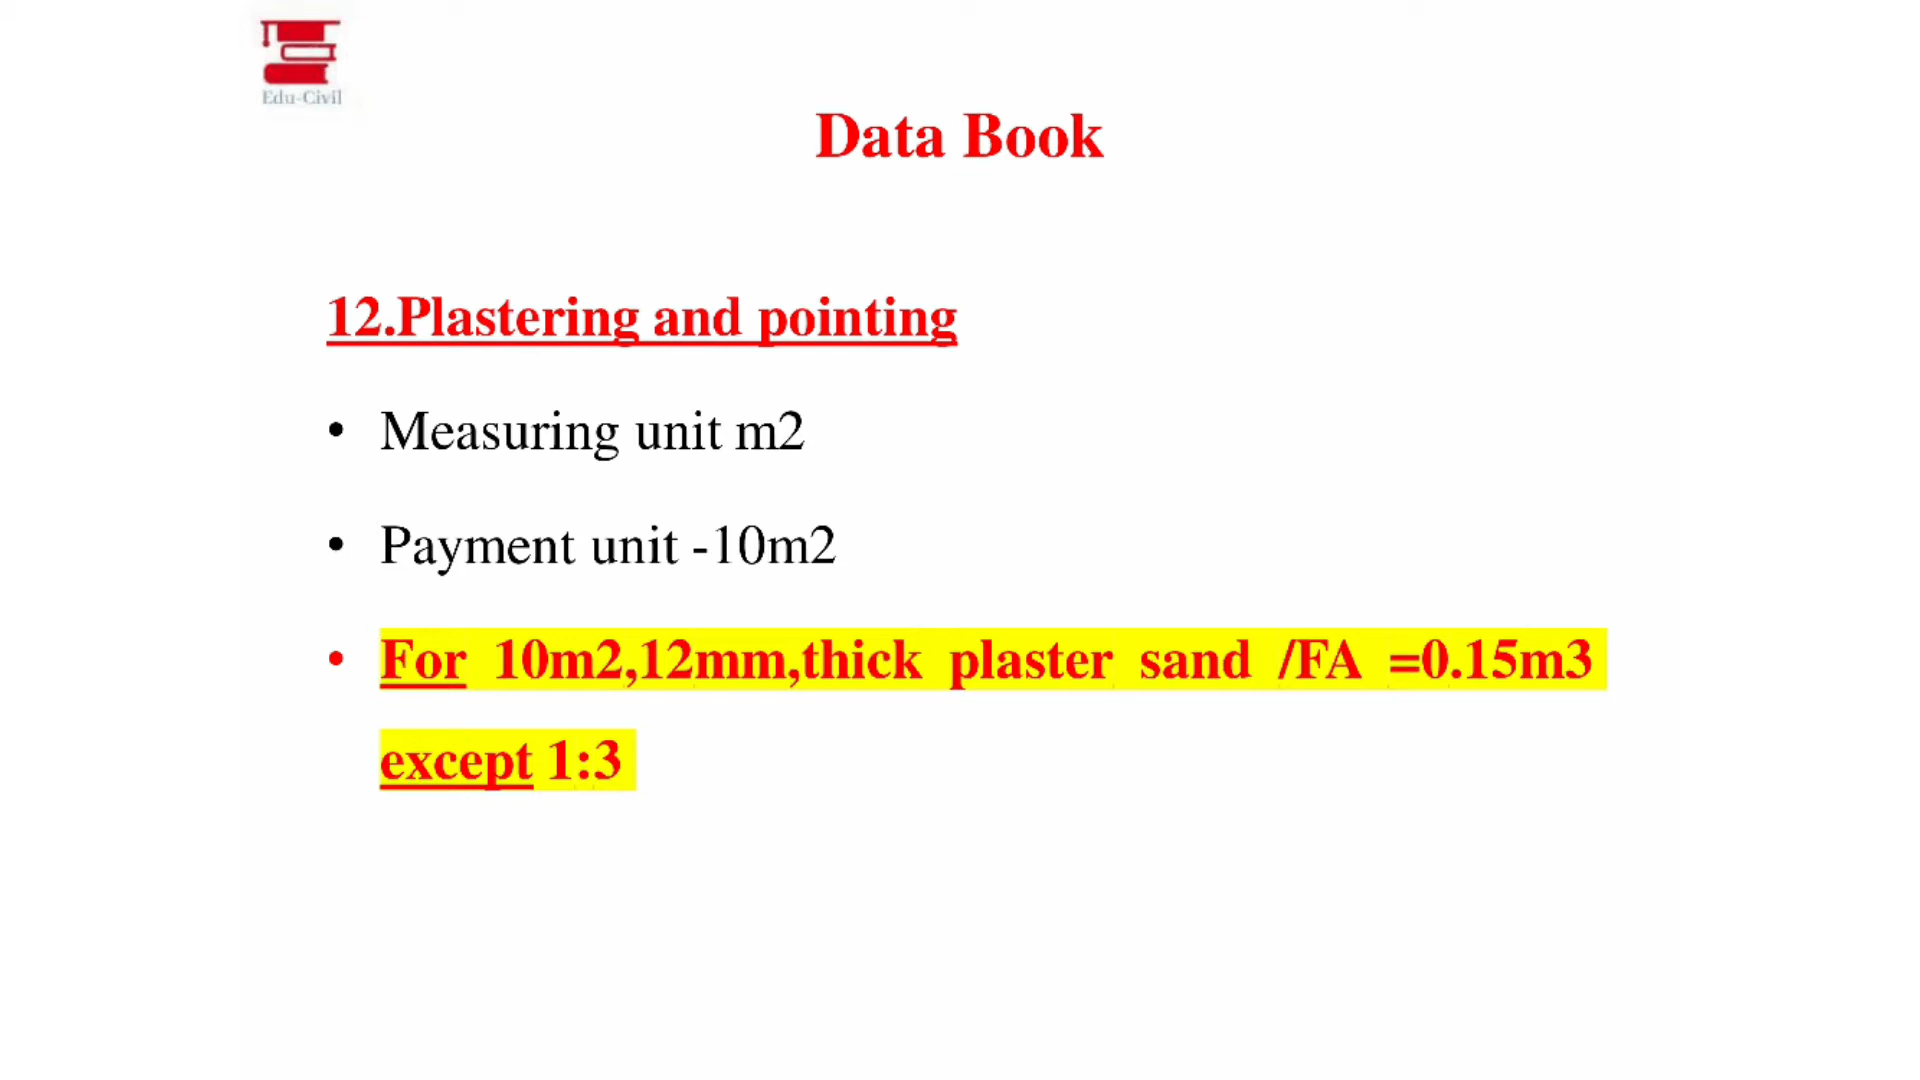 Edu-Civil
Data Book
12.Plastering and pointing
• Measuring unit m2
• Payment unit -10m2
• For 10m2,12mm,thick plaster sand /FA =0.15m3
except 1:3